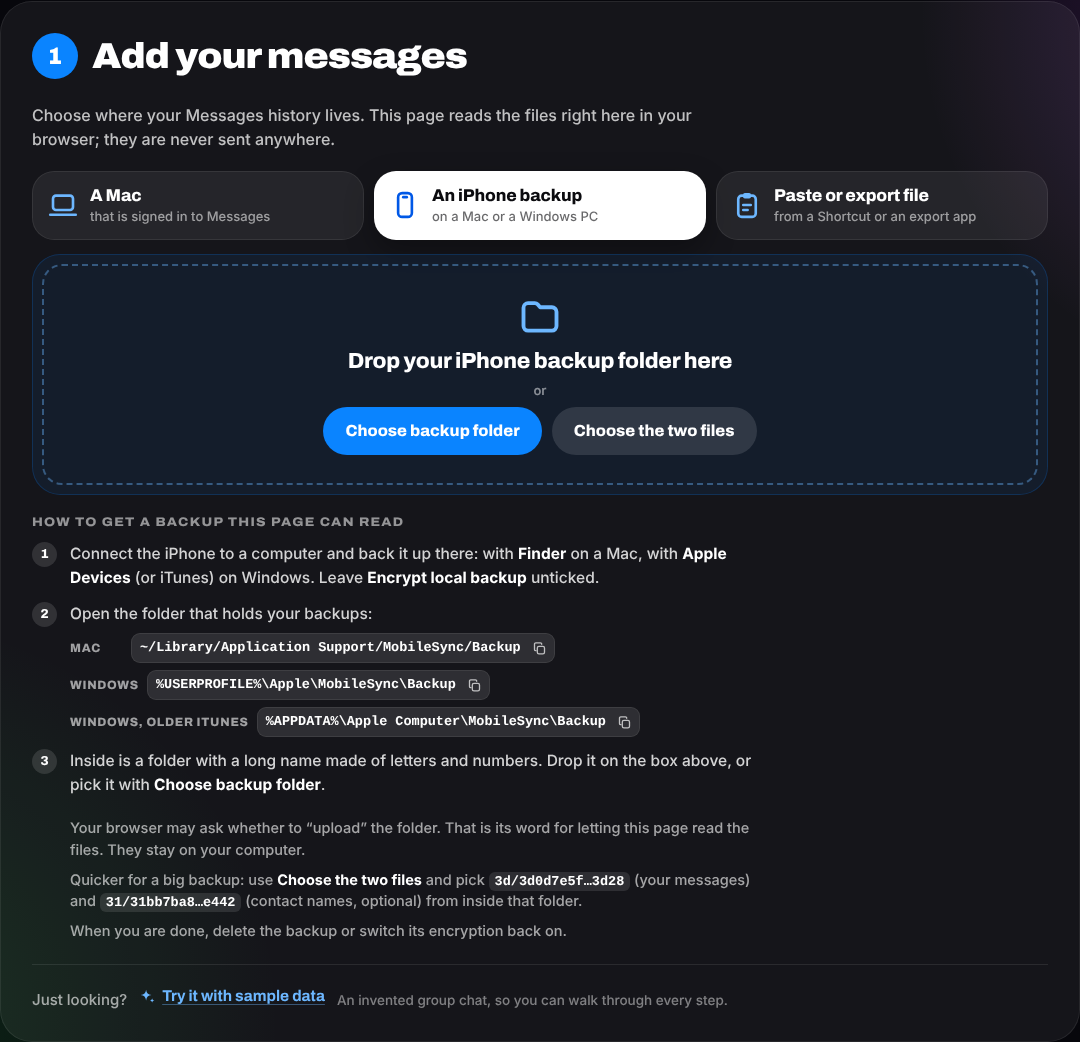 1
Add your messages
Choose where your Messages history lives. This page reads the files right here in your
browser; they are never sent anywhere.
A Mac
that is signed in to Messages
An iPhone backup
on a Mac or a Windows PC
Paste or export file
from a Shortcut or an export app
Drop your iPhone backup folder here
or
Choose backup folder
Choose the two files
HOW TO GET A BACKUP THIS PAGE CAN READ
1
Connect the iPhone to a computer and back it up there: with Finder on a Mac, with Apple
Devices (or iTunes) on Windows. Leave Encrypt local backup unticked.
2
Open the folder that holds your backups:
MAC ~/Library/Application Support/MobileSync/Backup
WINDOWS %USERPROFILE%\Apple\MobileSync\Backup
WINDOWS, OLDER ITUNES %APPDATA%\Apple Computer\MobileSync\Backup
3
Inside is a folder with a long name made of letters and numbers. Drop it on the box above, or
pick it with Choose backup folder.
Your browser may ask whether to “upload” the folder. That is its word for letting this page read the
files. They stay on your computer.
Quicker for a big backup: use Choose the two files and pick 3d/3d0d7e5f…3d28 (your messages)
and 31/31bb7ba8…e442 (contact names, optional) from inside that folder.
When you are done, delete the backup or switch its encryption back on.
Just looking? Try it with sample data An invented group chat, so you can walk through every step.